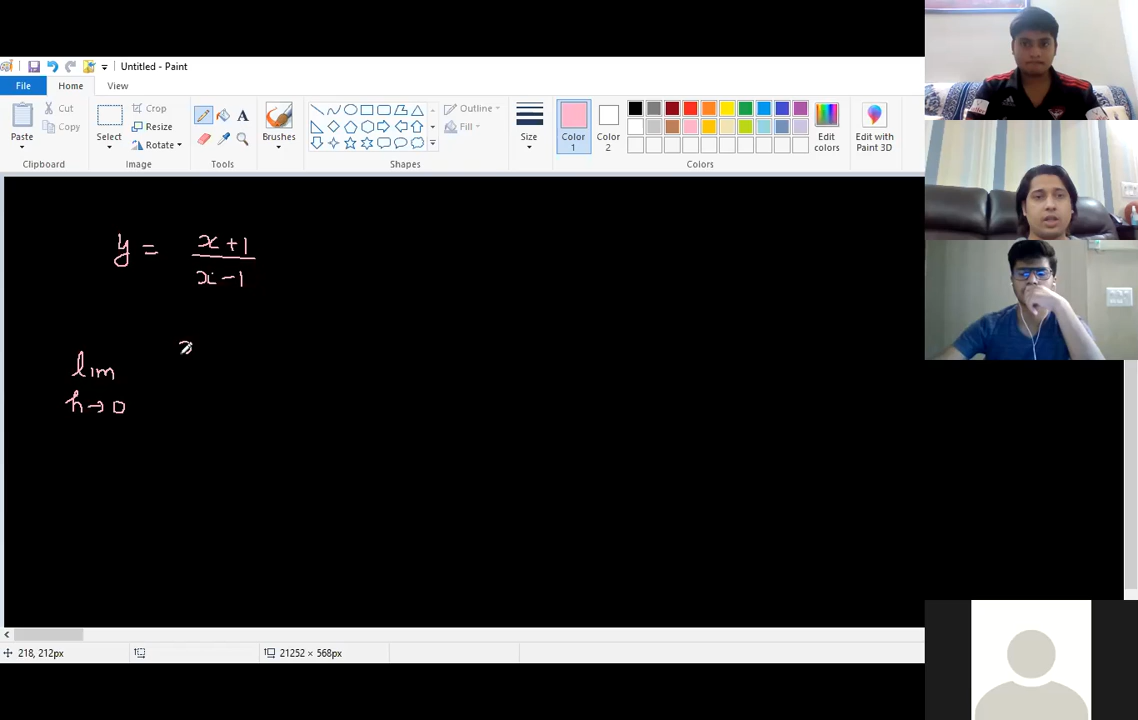 Untitled - Paint
File Home View
Paste
Cut
Copy
Clipboard
Select
Crop
Resize
Rotate
Image
Tools
Brushes
Shapes
Outline
Fill
Size
Color 1
Color 2
Edit colors
Edit with Paint 3D
Colors
y = x+1
x-1
lim x
h→0
218, 212px
21252 × 568px